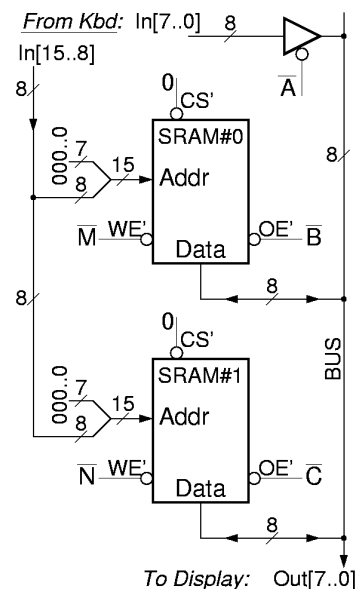 From Kbd: In[7..0]
8
In[15..8]
A
0
CS'
8
000..0
7
15
8
SRAM#0
Addr
8
M
WE'
OE'
B
Data
8
8
BUS
0
CS'
000..0
7
15
8
SRAM#1
Addr
N
WE'
OE'
C
Data
8
To Display: Out[7..0]